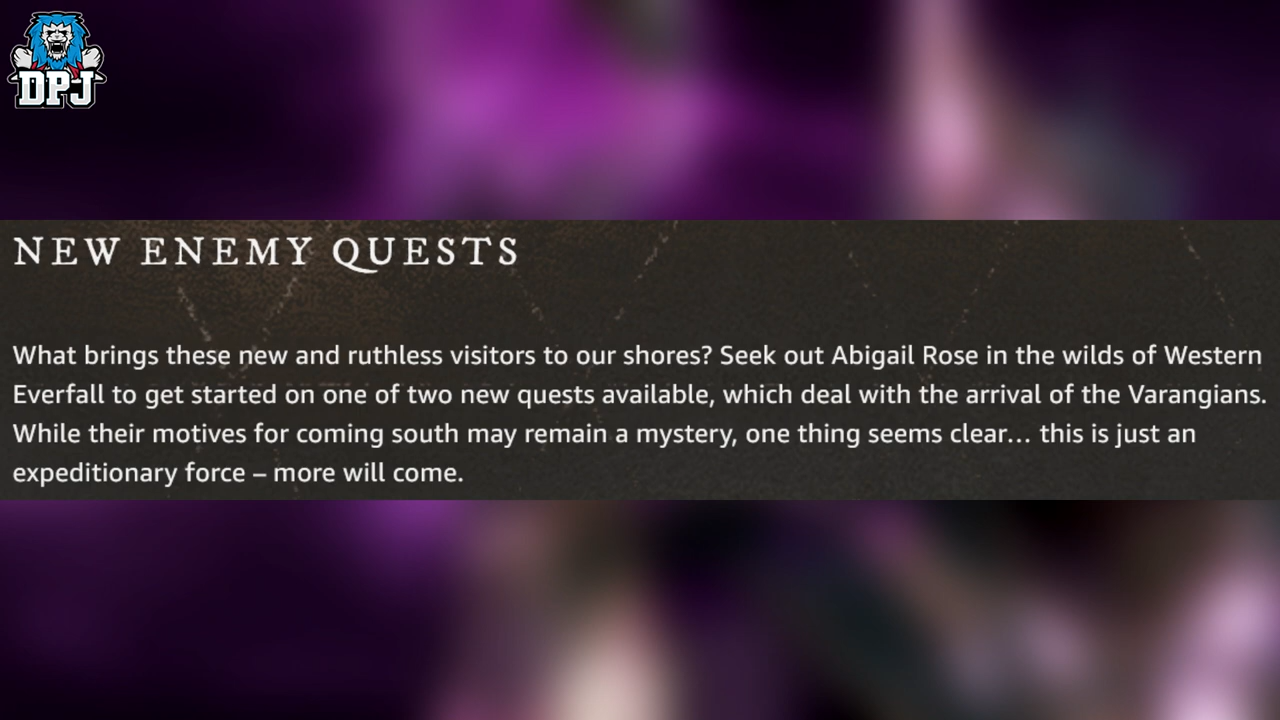 DPJ
NEW ENEMY QUESTS
What brings these new and ruthless visitors to our shores? Seek out Abigail Rose in the wilds of Western
Everfall to get started on one of two new quests available, which deal with the arrival of the Varangians.
While their motives for coming south may remain a mystery, one thing seems clear… this is just an
expeditionary force – more will come.